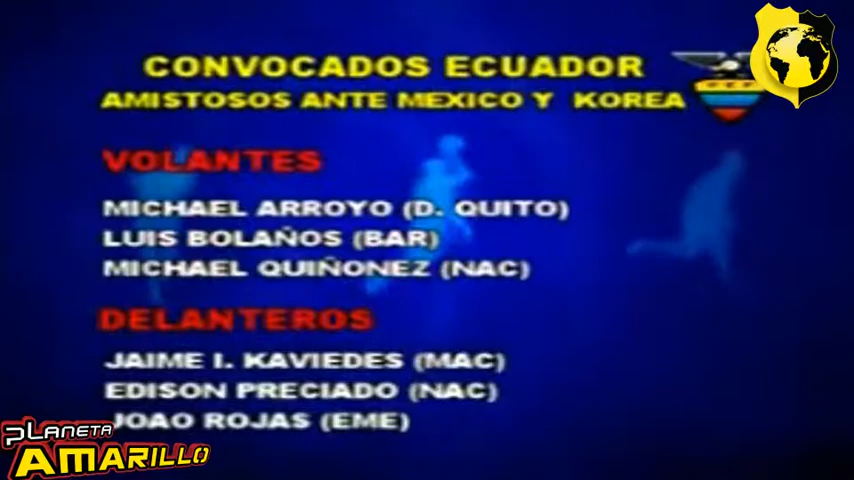 CONVOCADOS ECUADOR
AMISTOSOS ANTE MEXICO Y KOREA
FEF
VOLANTES
MICHAEL ARROYO (D. QUITO)
LUIS BOLAÑOS (BAR)
MICHAEL QUIÑONEZ (NAC)
DELANTEROS
JAIME I. KAVIEDES (MAC)
EDISON PRECIADO (NAC)
JOAO ROJAS (EME)
PLANETA
AMARILLO